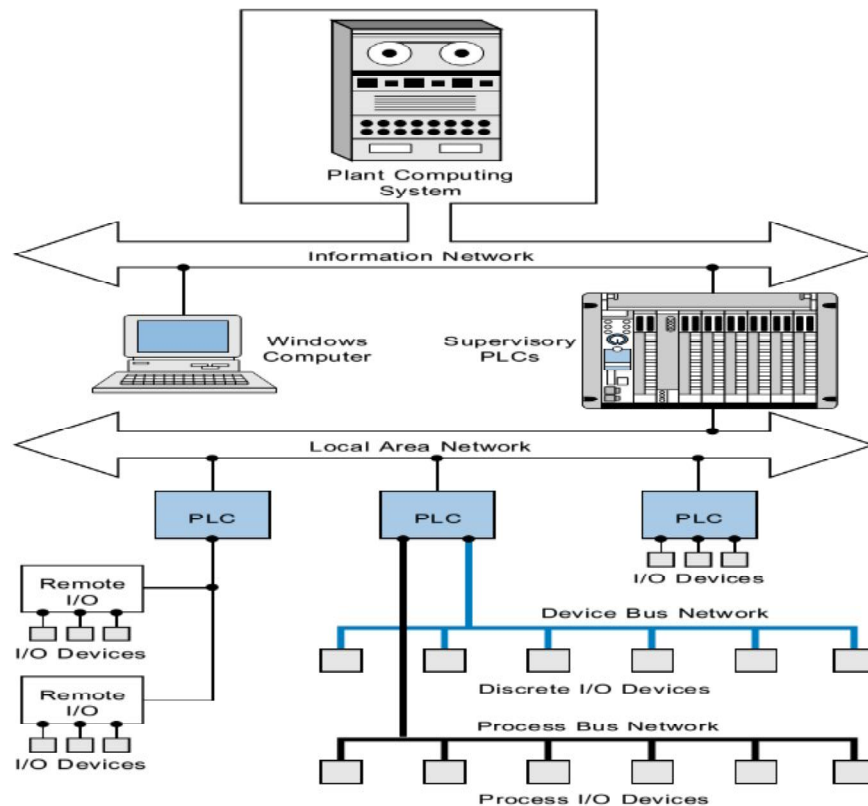 Plant Computing
System
Information Network
Windows
Computer
Supervisory
PLCs
Local Area Network
PLC
PLC
PLC
I/O Devices
Remote
I/O
I/O Devices
Remote
I/O
I/O Devices
Device Bus Network
Discrete I/O Devices
Process Bus Network
Process I/O Devices